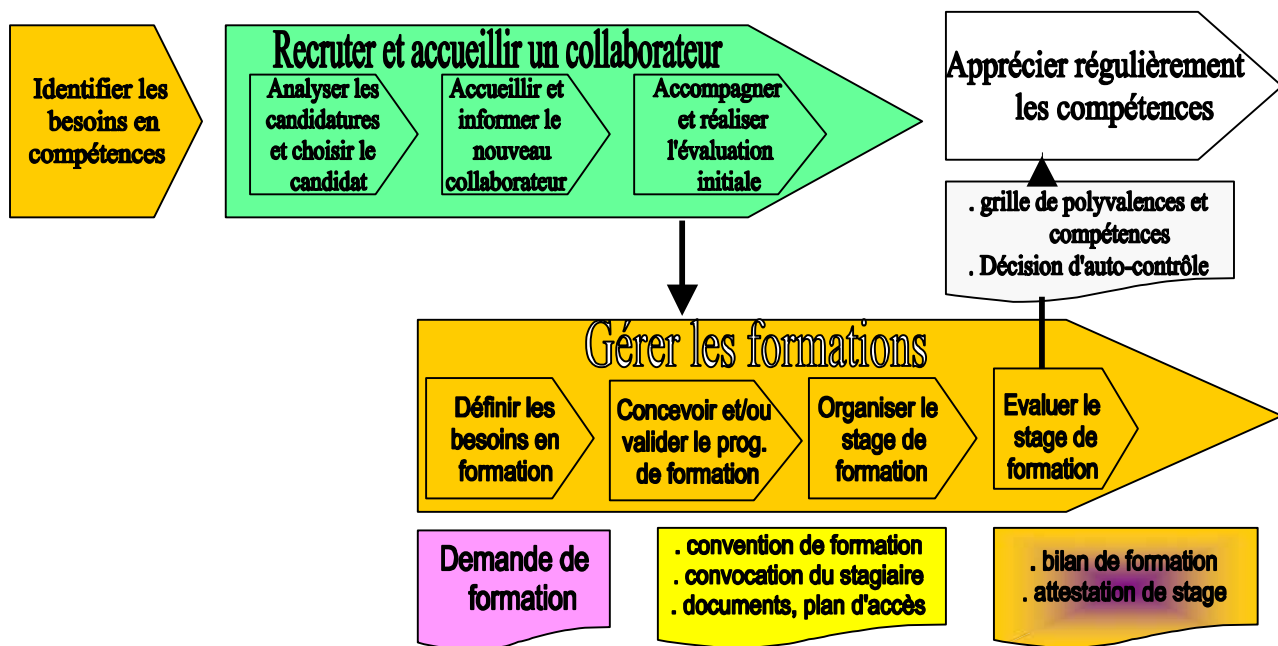 Identifier les
besoins en
compétences
Recruter et accueillir un collaborateur
Analyser les
candidatures
et choisir le
candidat
Accueillir et
informer le
nouveau
collaborateur
Accompagner
et réaliser
l'évaluation
initiale
Apprécier régulièrement
les compétences
. grille de polyvalences et
compétences
. Décision d'auto-contrôle
Gérer les formations
Définir les
besoins en
formation
Concevoir et/ou
valider le prog.
de formation
Organiser le
stage de
formation
Evaluer le
stage de
formation
Demande de
formation
. convention de formation
. convocation du stagiaire
. documents, plan d'accès
. bilan de formation
. attestation de stage